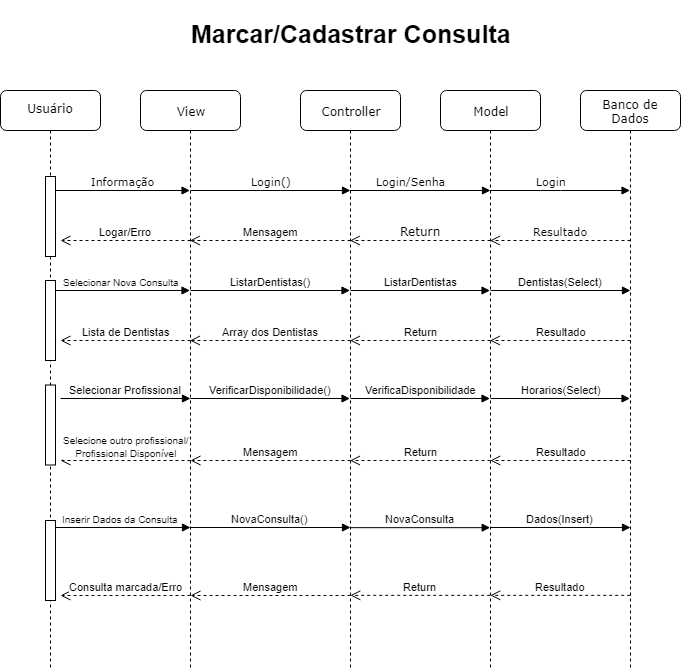 Marcar/Cadastrar Consulta
Usuário
View
Controller
Model
Banco de
Dados
Informação
Login()
Login/Senha
Login
Logar/Erro
Mensagem
Return
Resultado
Selecionar Nova Consulta
ListarDentistas()
ListarDentistas
Dentistas(Select)
Lista de Dentistas
Array dos Dentistas
Return
Resultado
Selecionar Profissional
VerificarDisponibilidade()
VerificaDisponibilidade
Horarios(Select)
Selecione outro profissional/
Profissional Disponível
Mensagem
Return
Resultado
Inserir Dados da Consulta
NovaConsulta()
NovaConsulta
Dados(Insert)
Consulta marcada/Erro
Mensagem
Return
Resultado